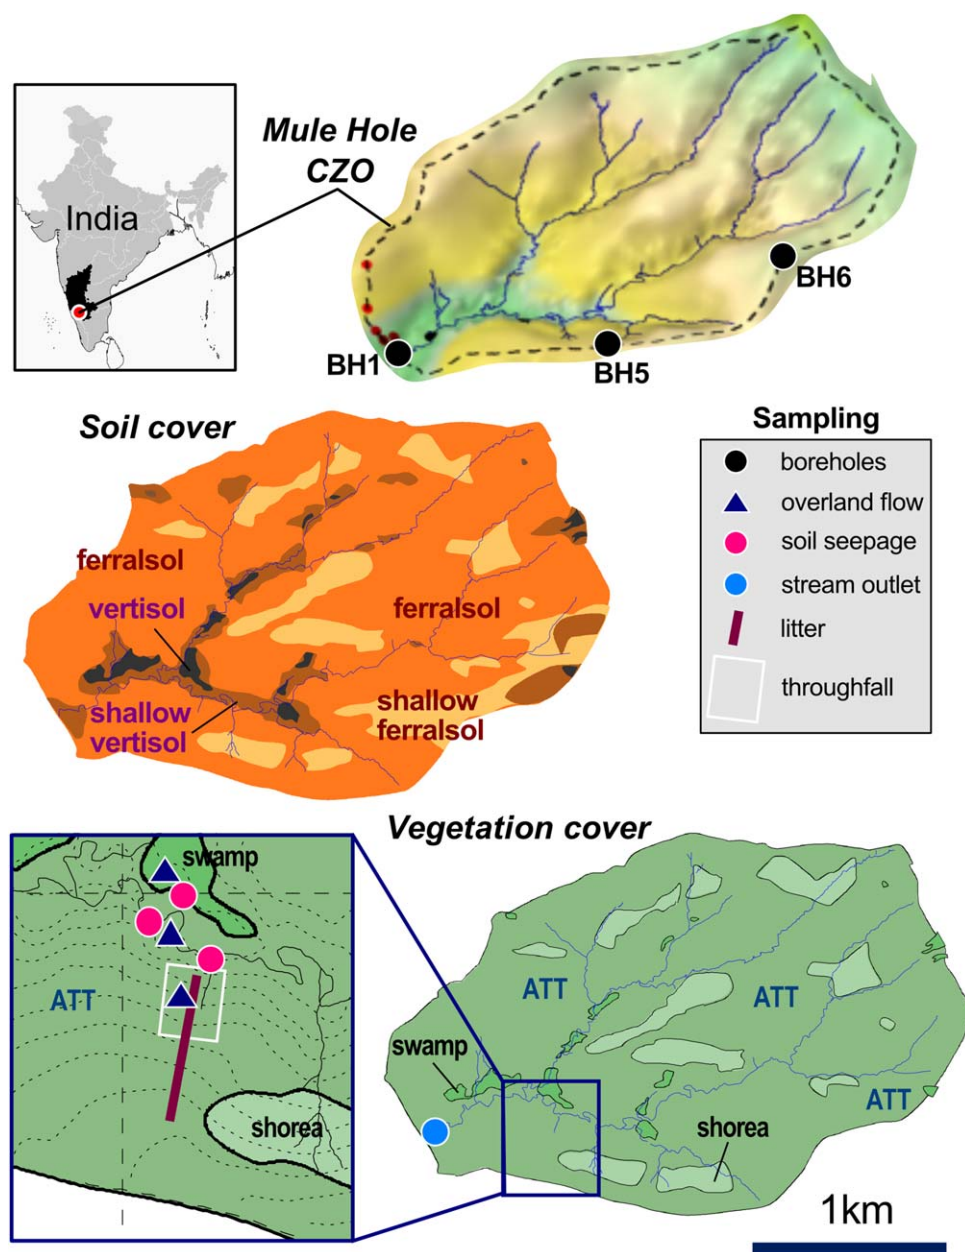 Mule Hole
CZO
India
BH6
BH1
BH5
Soil cover
Sampling
boreholes
overland flow
soil seepage
stream outlet
litter
throughfall
ferralsol
vertisol
ferralsol
shallow
vertisol
shallow
ferralsol
Vegetation cover
swamp
ATT
shorea
ATT
ATT
swamp
ATT
shorea
1km